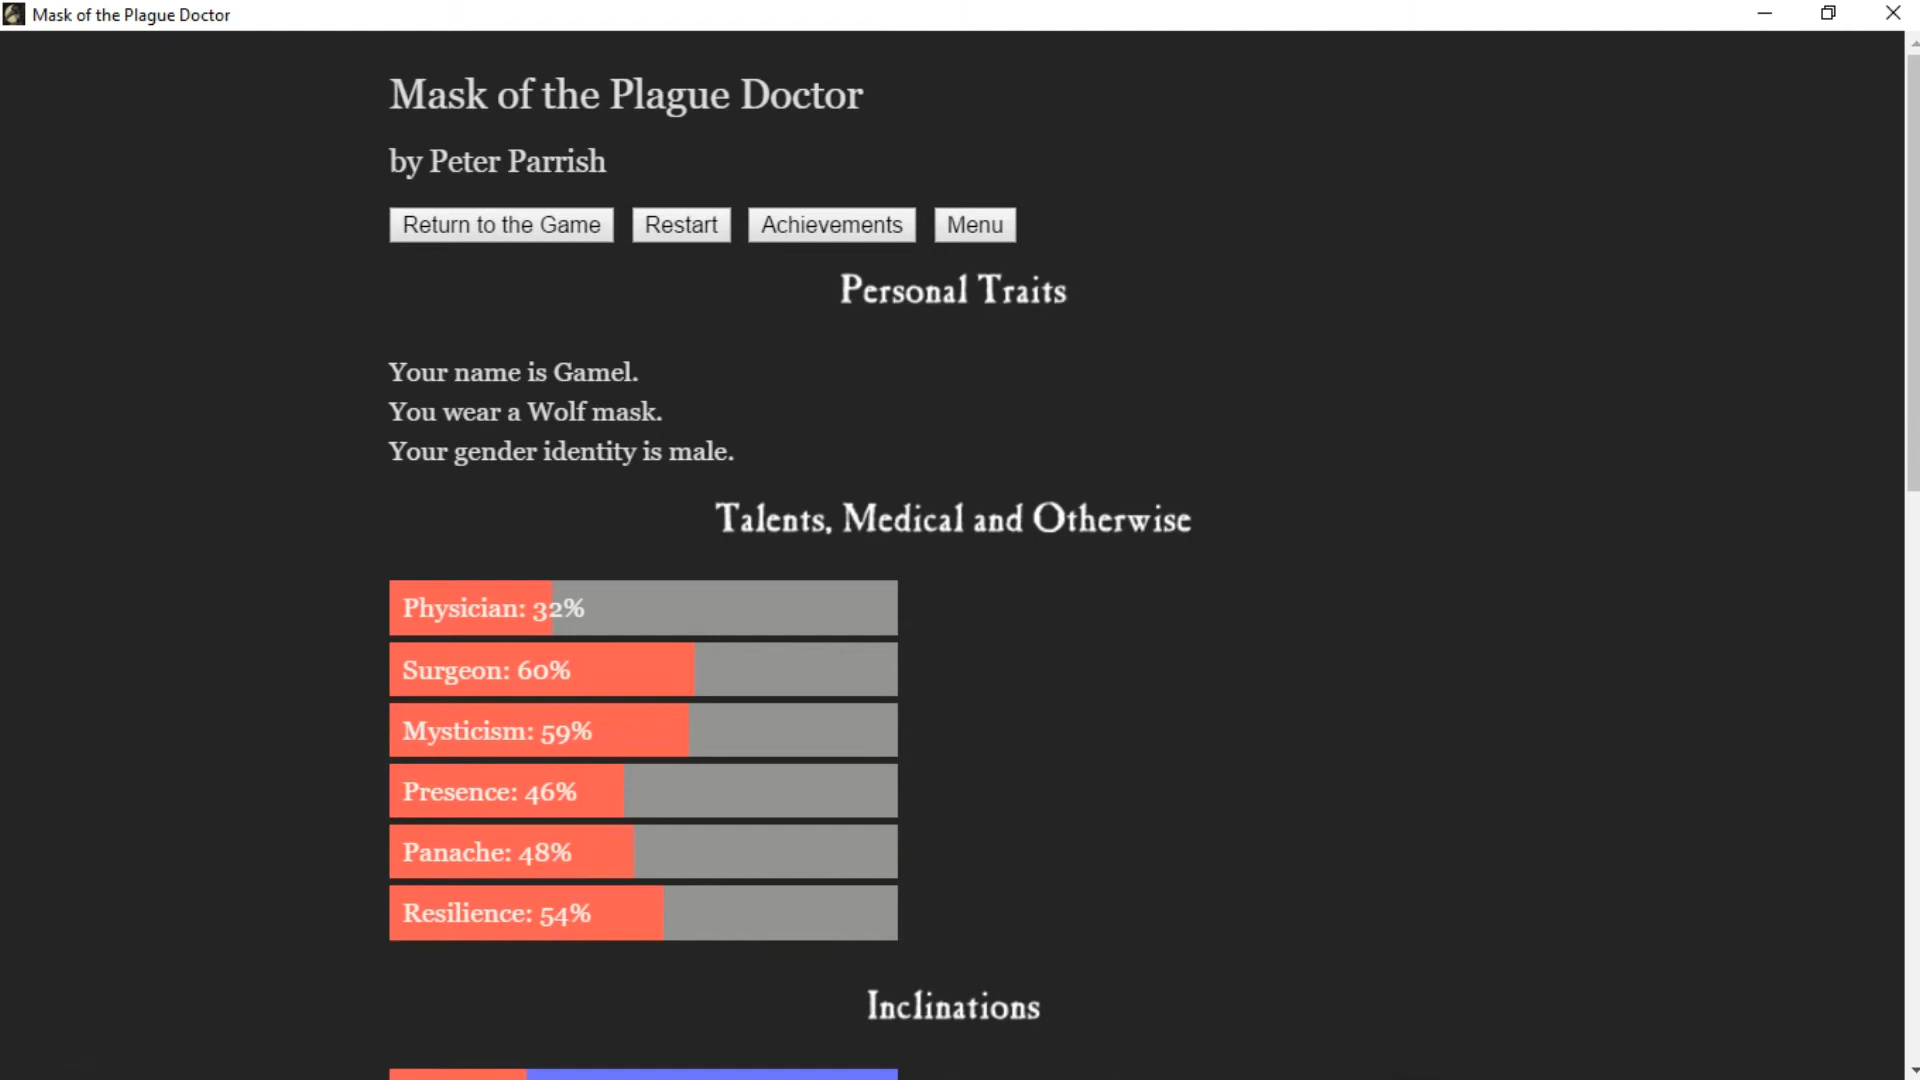 Mask of the Plague Doctor
Mask of the Plague Doctor
by Peter Parrish
Return to the Game Restart Achievements Menu
Personal Traits
Your name is Gamel.
You wear a Wolf mask.
Your gender identity is male.
Talents, Medical and Otherwise
Physician: 32%
Surgeon: 60%
Mysticism: 59%
Presence: 46%
Panache: 48%
Resilience: 54%
Inclinations